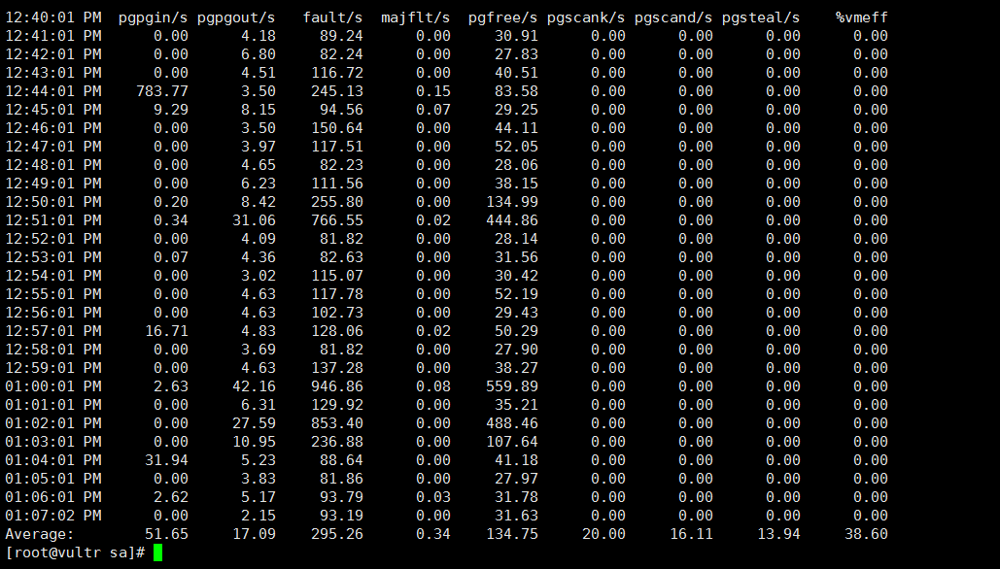 12:40:01 PM pgpgin/s pgpgout/s fault/s majflt/s pgfree/s pgscank/s pgscand/s pgsteal/s %vmeff
12:41:01 PM 0.00 4.18 89.24 0.00 30.91 0.00 0.00 0.00 0.00
12:42:01 PM 0.00 6.80 82.24 0.00 27.83 0.00 0.00 0.00 0.00
12:43:01 PM 0.00 4.51 116.72 0.00 40.51 0.00 0.00 0.00 0.00
12:44:01 PM 783.77 3.50 245.13 0.15 83.58 0.00 0.00 0.00 0.00
12:45:01 PM 9.29 8.15 94.56 0.07 29.25 0.00 0.00 0.00 0.00
12:46:01 PM 0.00 3.50 150.64 0.00 44.11 0.00 0.00 0.00 0.00
12:47:01 PM 0.00 3.97 117.51 0.00 52.05 0.00 0.00 0.00 0.00
12:48:01 PM 0.00 4.65 82.23 0.00 28.06 0.00 0.00 0.00 0.00
12:49:01 PM 0.00 6.23 111.56 0.00 38.15 0.00 0.00 0.00 0.00
12:50:01 PM 0.20 8.42 255.80 0.00 134.99 0.00 0.00 0.00 0.00
12:51:01 PM 0.34 31.06 766.55 0.02 444.86 0.00 0.00 0.00 0.00
12:52:01 PM 0.00 4.09 81.82 0.00 28.14 0.00 0.00 0.00 0.00
12:53:01 PM 0.07 4.36 82.63 0.00 31.56 0.00 0.00 0.00 0.00
12:54:01 PM 0.00 3.02 115.07 0.00 30.42 0.00 0.00 0.00 0.00
12:55:01 PM 0.00 4.63 117.78 0.00 52.19 0.00 0.00 0.00 0.00
12:56:01 PM 0.00 4.63 102.73 0.00 29.43 0.00 0.00 0.00 0.00
12:57:01 PM 16.71 4.83 128.06 0.02 50.29 0.00 0.00 0.00 0.00
12:58:01 PM 0.00 3.69 81.82 0.00 27.90 0.00 0.00 0.00 0.00
12:59:01 PM 0.00 4.63 137.28 0.00 38.27 0.00 0.00 0.00 0.00
01:00:01 PM 2.63 42.16 946.86 0.08 559.89 0.00 0.00 0.00 0.00
01:01:01 PM 0.00 6.31 129.92 0.00 35.21 0.00 0.00 0.00 0.00
01:02:01 PM 0.00 27.59 853.40 0.00 488.46 0.00 0.00 0.00 0.00
01:03:01 PM 0.00 10.95 236.88 0.00 107.64 0.00 0.00 0.00 0.00
01:04:01 PM 31.94 5.23 88.64 0.00 41.18 0.00 0.00 0.00 0.00
01:05:01 PM 0.00 3.83 81.86 0.00 27.97 0.00 0.00 0.00 0.00
01:06:01 PM 2.62 5.17 93.79 0.03 31.78 0.00 0.00 0.00 0.00
01:07:02 PM 0.00 2.15 93.19 0.00 31.63 0.00 0.00 0.00 0.00
Average: 51.65 17.09 295.26 0.34 134.75 20.00 16.11 13.94 38.60
[root@vultr sa]#